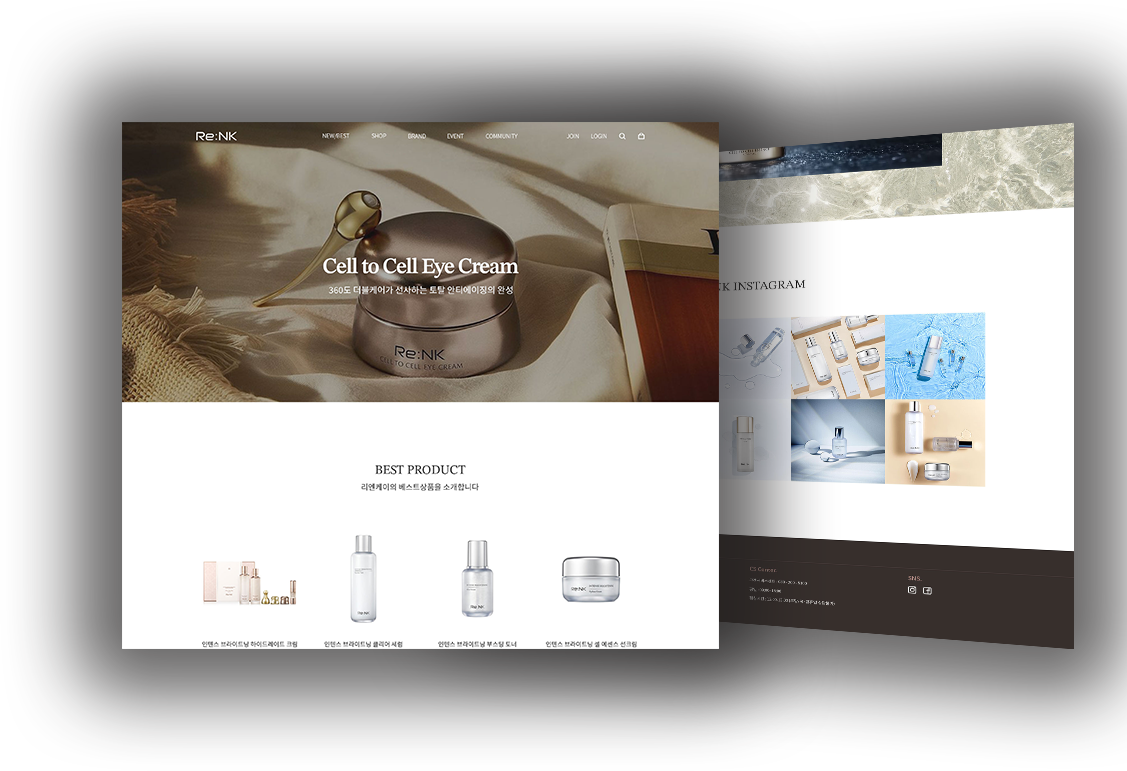 Re:NK
NEW/BEST SHOP BRAND EVENT COMMUNITY JOIN LOGIN
Cell to Cell Eye Cream
360도 더블케어가 선사하는 토탈 안티에이징의 완성
Re:NK
CELL TO CELL EYE CREAM
BEST PRODUCT
리엔케이의 베스트상품을 소개합니다
Re:NK
인텐스 브라이트닝 하이드레이트 크림
인텐스 브라이트닝 클리어 세럼
인텐스 브라이트닝 부스팅 토너
인텐스 브라이트닝 셀 에센스 선크림
NK INSTAGRAM
CS Center
SNS